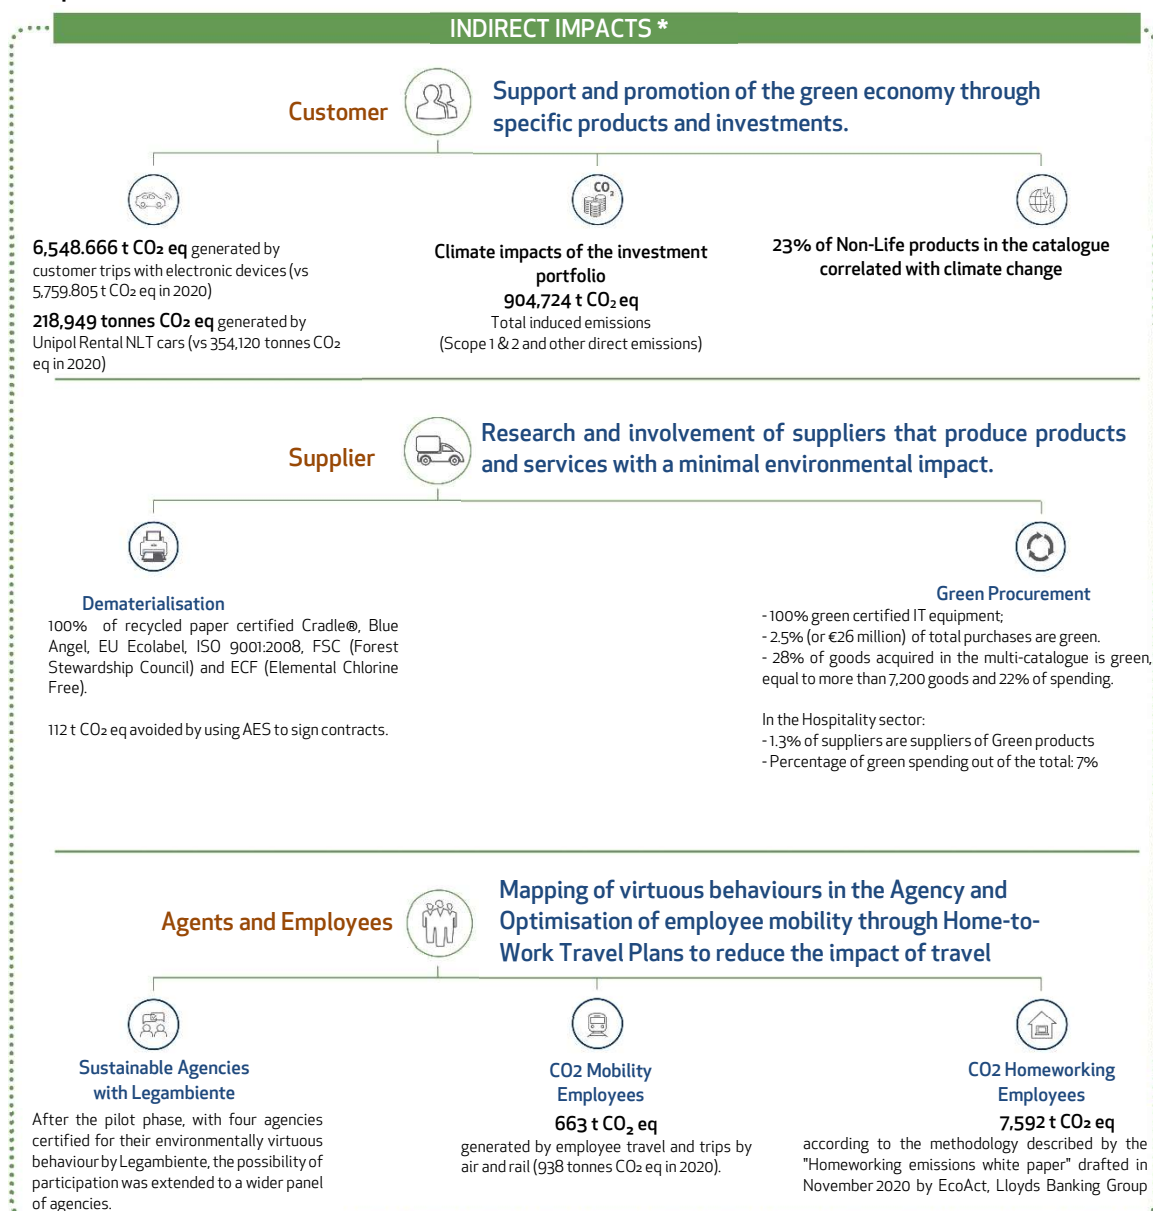 INDIRECT IMPACTS *
Customer
Support and promotion of the green economy through
specific products and investments.
CO2
6,548.666 t CO2 eq generated by
customer trips with electronic devices (vs
5,759.805 t CO2 eq in 2020)
218,949 tonnes CO2 eq generated by
Unipol Rental NLT cars (vs 354,120 tonnes CO2
eq in 2020)
Climate impacts of the investment
portfolio
904,724 t CO2 eq
Total induced emissions
(Scope 1 & 2 and other direct emissions)
23% of Non-Life products in the catalogue
correlated with climate change
Supplier
Research and involvement of suppliers that produce products
and services with a minimal environmental impact.
Dematerialisation
100% of recycled paper certified Cradle®, Blue
Angel, EU Ecolabel, ISO 9001:2008, FSC (Forest
Stewardship Council) and ECF (Elemental Chlorine
Free).
112 t CO2 eq avoided by using AES to sign contracts.
Green Procurement
- 100% green certified IT equipment;
- 2.5% (or €26 million) of total purchases are green.
- 28% of goods acquired in the multi-catalogue is green,
equal to more than 7,200 goods and 22% of spending.
In the Hospitality sector:
- 1.3% of suppliers are suppliers of Green products
- Percentage of green spending out of the total: 7%
Agents and Employees
Mapping of virtuous behaviours in the Agency and
Optimisation of employee mobility through Home-to-
Work Travel Plans to reduce the impact of travel
Sustainable Agencies
with Legambiente
After the pilot phase, with four agencies
certified for their environmentally virtuous
behaviour by Legambiente, the possibility of
participation was extended to a wider panel
of agencies.
CO2 Mobility
Employees
663 t CO2 eq
generated by employee travel and trips by
air and rail (938 tonnes CO2 eq in 2020).
CO2 Homeworking
Employees
7,592 t CO2 eq
according to the methodology described by the
"Homeworking emissions white paper" drafted in
November 2020 by EcoAct, Lloyds Banking Group